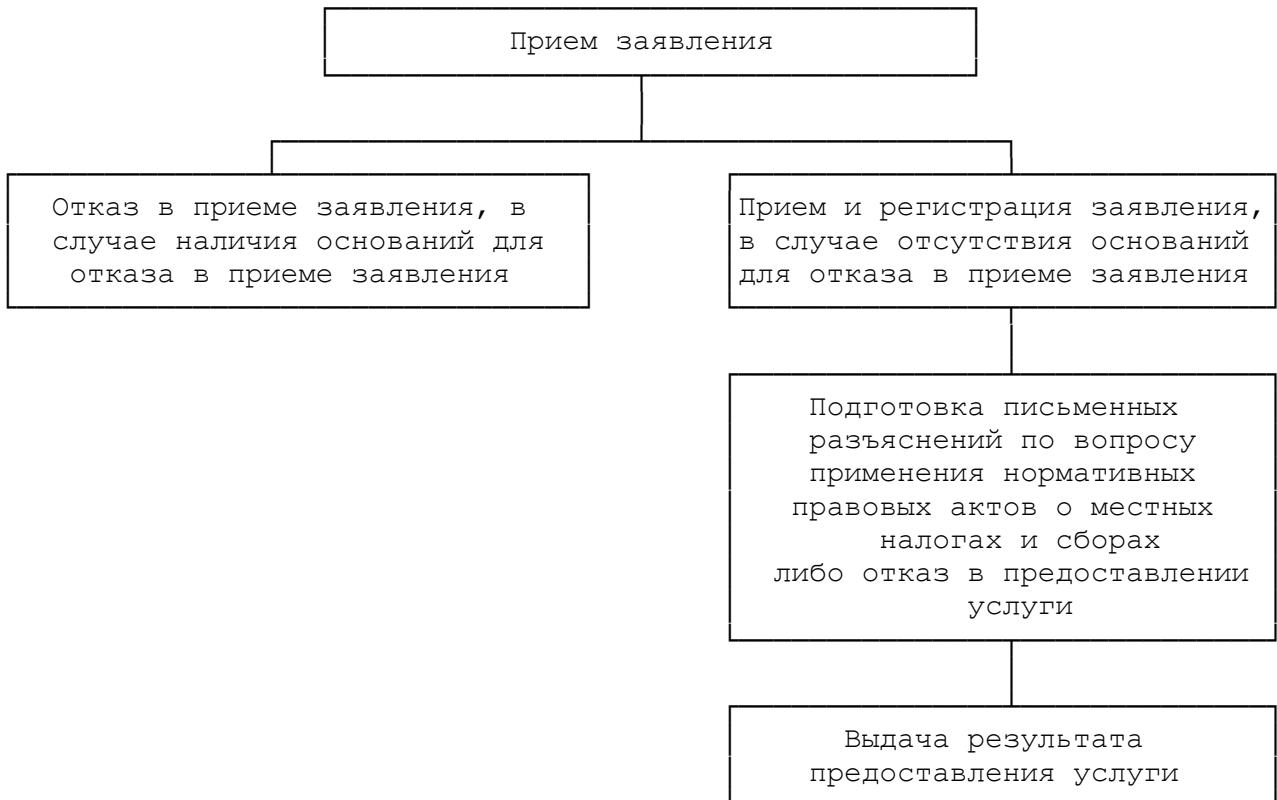 Прием заявления
Отказ в приеме заявления, в
случае наличия оснований для
отказа в приеме заявления
Прием и регистрация заявления,
в случае отсутствия оснований
для отказа в приеме заявления
Подготовка письменных
разъяснений по вопросу
применения нормативных
правовых актов о местных
налогах и сборах
либо отказ в предоставлении
услуги
Выдача результата
предоставления услуги